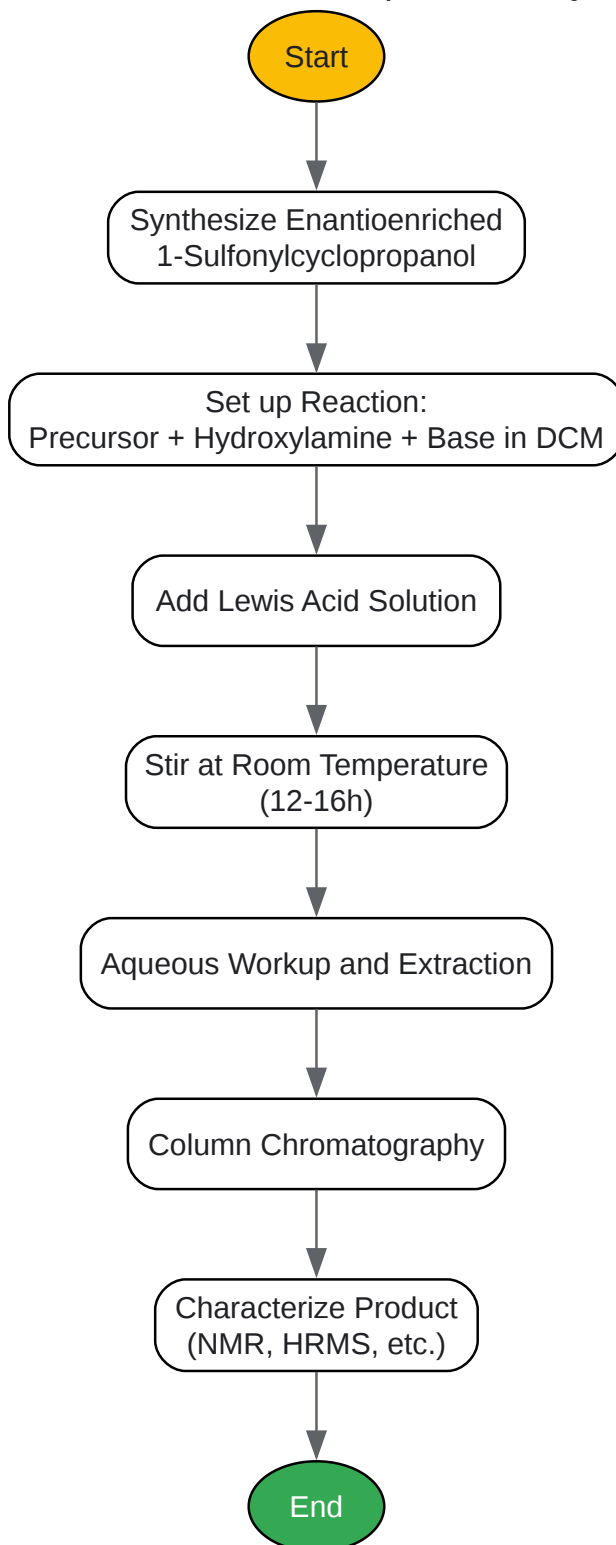 Start
Synthesize Enantioenriched
1-Sulfonylcyclopropanol
Set up Reaction:
Precursor + Hydroxylamine + Base in DCM
Add Lewis Acid Solution
Stir at Room Temperature
(12-16h)
Aqueous Workup and Extraction
Column Chromatography
Characterize Product
(NMR, HRMS, etc.)
End